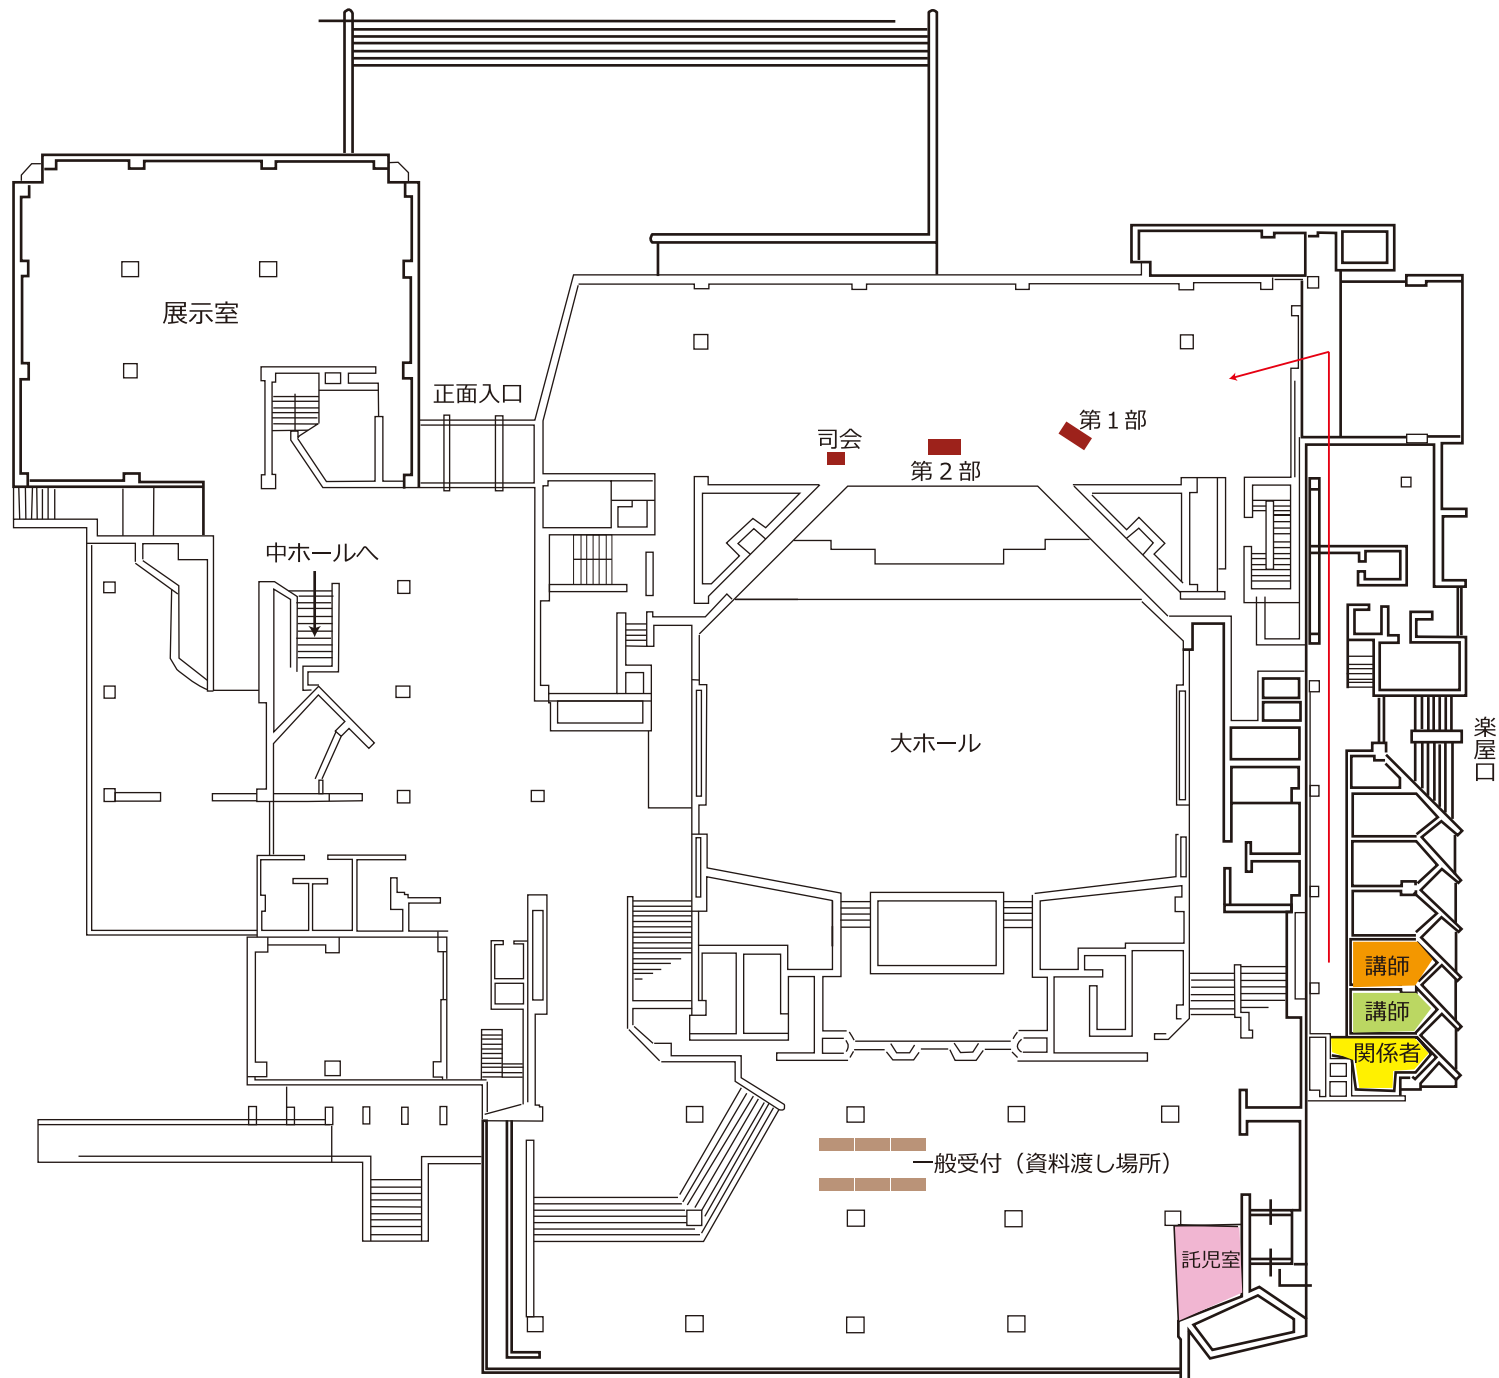 展示室
正面入口
第１部
司会
第２部
中ホールへ
大ホール
楽屋口
講師
講師
関係者
一般受付（資料渡し場所）
託児室